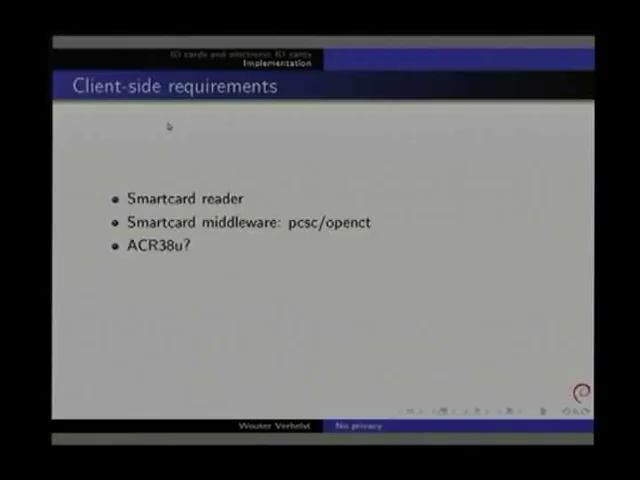 ID cards and electronic ID cards
Implementation
Client-side requirements
Smartcard reader
Smartcard middleware: pcsc/openct
ACR38u?
Wouter Verhelst
No privacy